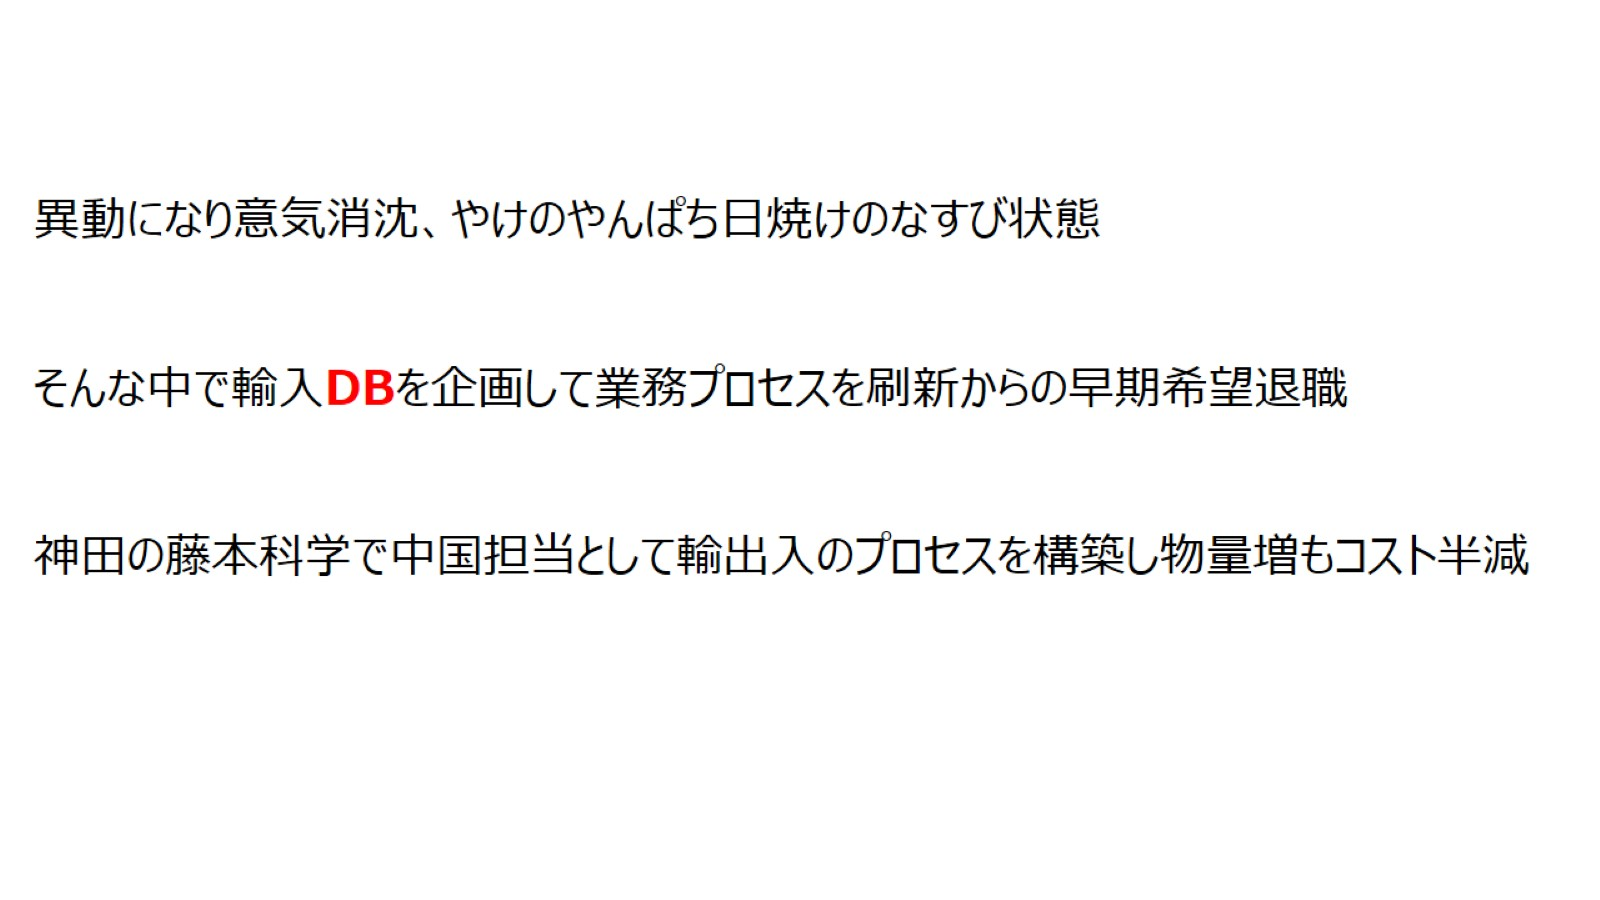 異動になり意気消沈、やけのやんぱち日焼けのなすび状態
そんな中で輸入DBを企画して業務プロセスを刷新からの早期希望退職
神田の藤本科学で中国担当として輸出入のプロセスを構築し物量増もコスト半減